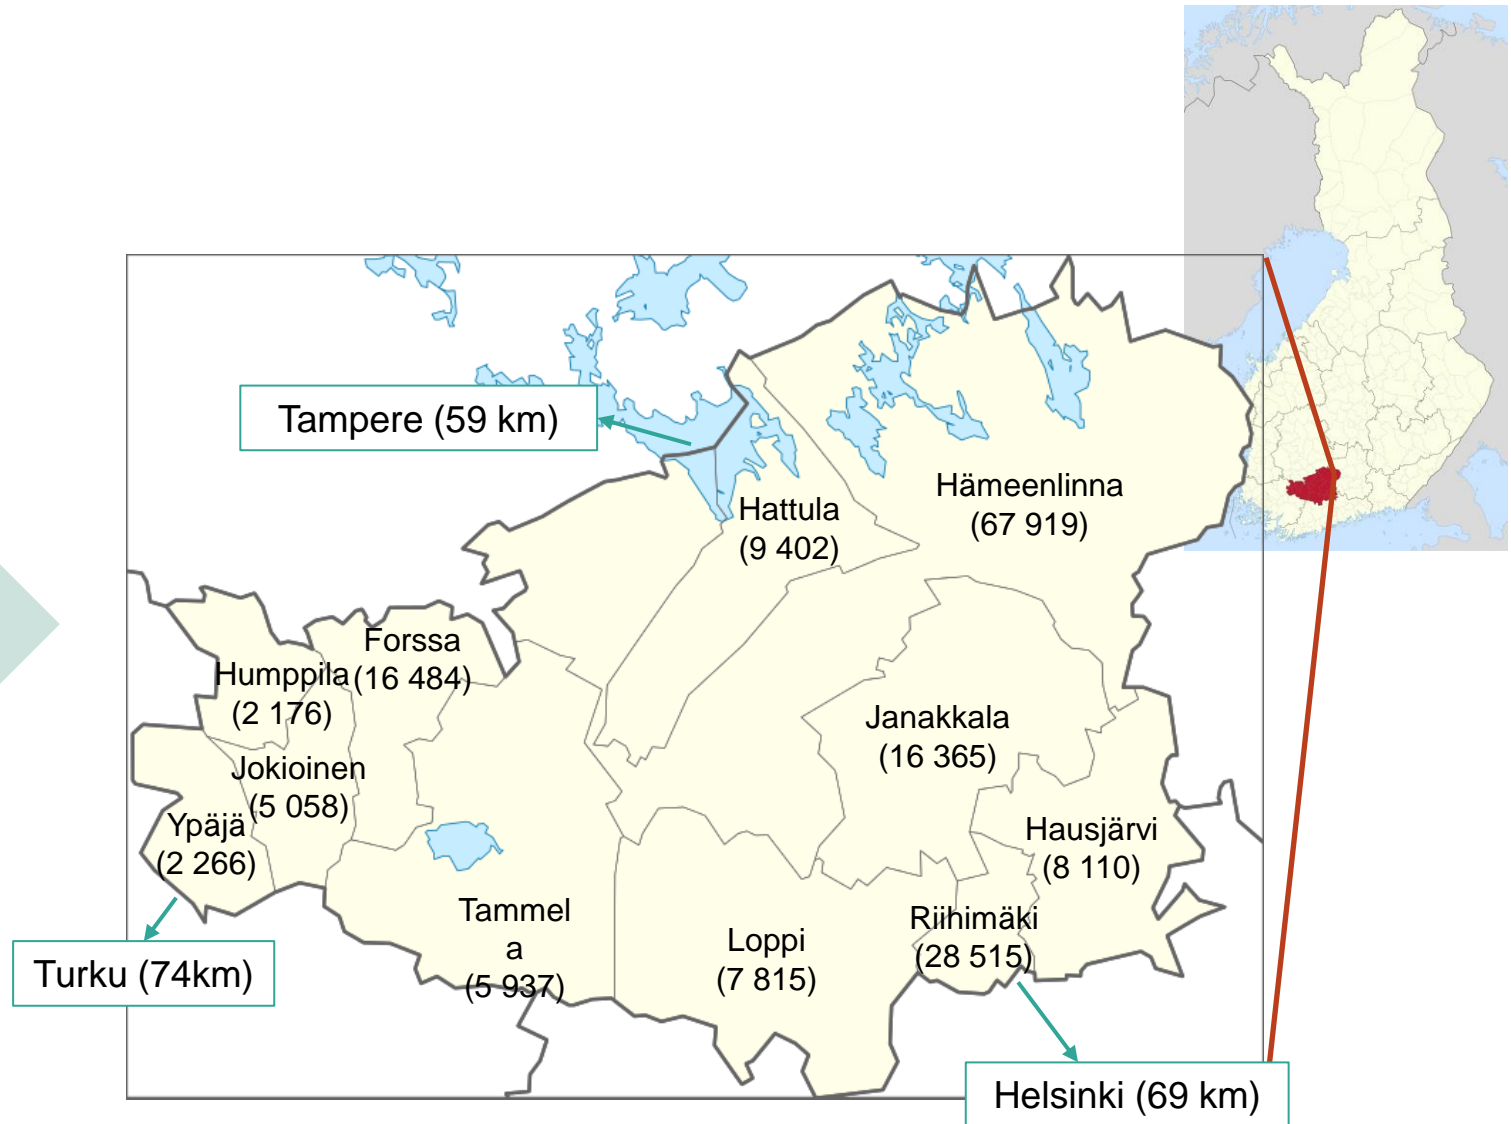 Tampere (59 km)
Hämeenlinna
(67 919)
Hattula
(9 402)
Forssa
(16 484)
Humppila
(2 176)
Janakkala
(16 365)
Jokioinen
(5 058)
Ypäjä
(2 266)
Hausjärvi
(8 110)
Tammel
a
(5 937)
Loppi
(7 815)
Riihimäki
(28 515)
Turku (74km)
Helsinki (69 km)